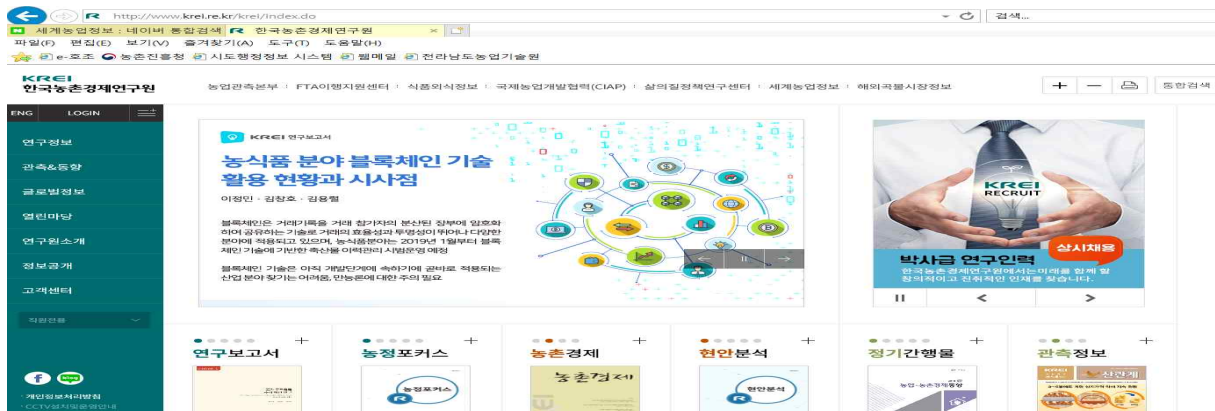 http://www.krei.re.kr/krei/index.do
검색...
세계농업정보 : 네이버 통합검색
한국농촌경제연구원
파일(F) 편집(E) 보기(V) 즐겨찾기(A) 도구(T) 도움말(H)
e-호조 농촌진흥청 시도행정정보 시스템 웹메일 전라남도농업기술원
KREI
한국농촌경제연구원
농업관측본부 FTA이행지원센터 식품외식정보 국제농업개발협력(CIAP) 삶의질정책연구센터 세계농업정보 해외곡물시장정보
통합검색
ENG LOGIN
연구정보
관측&동향
글로벌정보
열린마당
연구원소개
정보공개
고객센터
직원전용
개인정보처리방침
CCTV설치및운영안내
KREI 연구보고서
농식품 분야 블록체인 기술
활용 현황과 시사점
이정민 · 김창호 · 김용렬
블록체인은 거래기록을 거래 참가자의 분산된 장부에 암호화
하여 공유하는 기술로 거래의 효율성과 투명성이 뛰어나 다양한
분야에 적용되고 있으며, 농식품분야는 2019년 1월부터 블록
체인 기술에 기반한 축산물 이력관리 시범운영 예정
블록체인 기술은 아직 개발단계에 속하기에 곧바로 적용되는
산업 분야 찾기는 어려움, 만능론에 대한 주의 필요
KREI
RECRUIT
상시채용
박사급 연구인력
한국농촌경제연구원에서는 미래를 함께 할
창의적이고 진취적인 인재를 찾습니다.
연구보고서
농정포커스
농촌경제
현안분석
정기간행물
관측정보
농정포커스
농촌경제
현안분석
농업·농촌경제동향